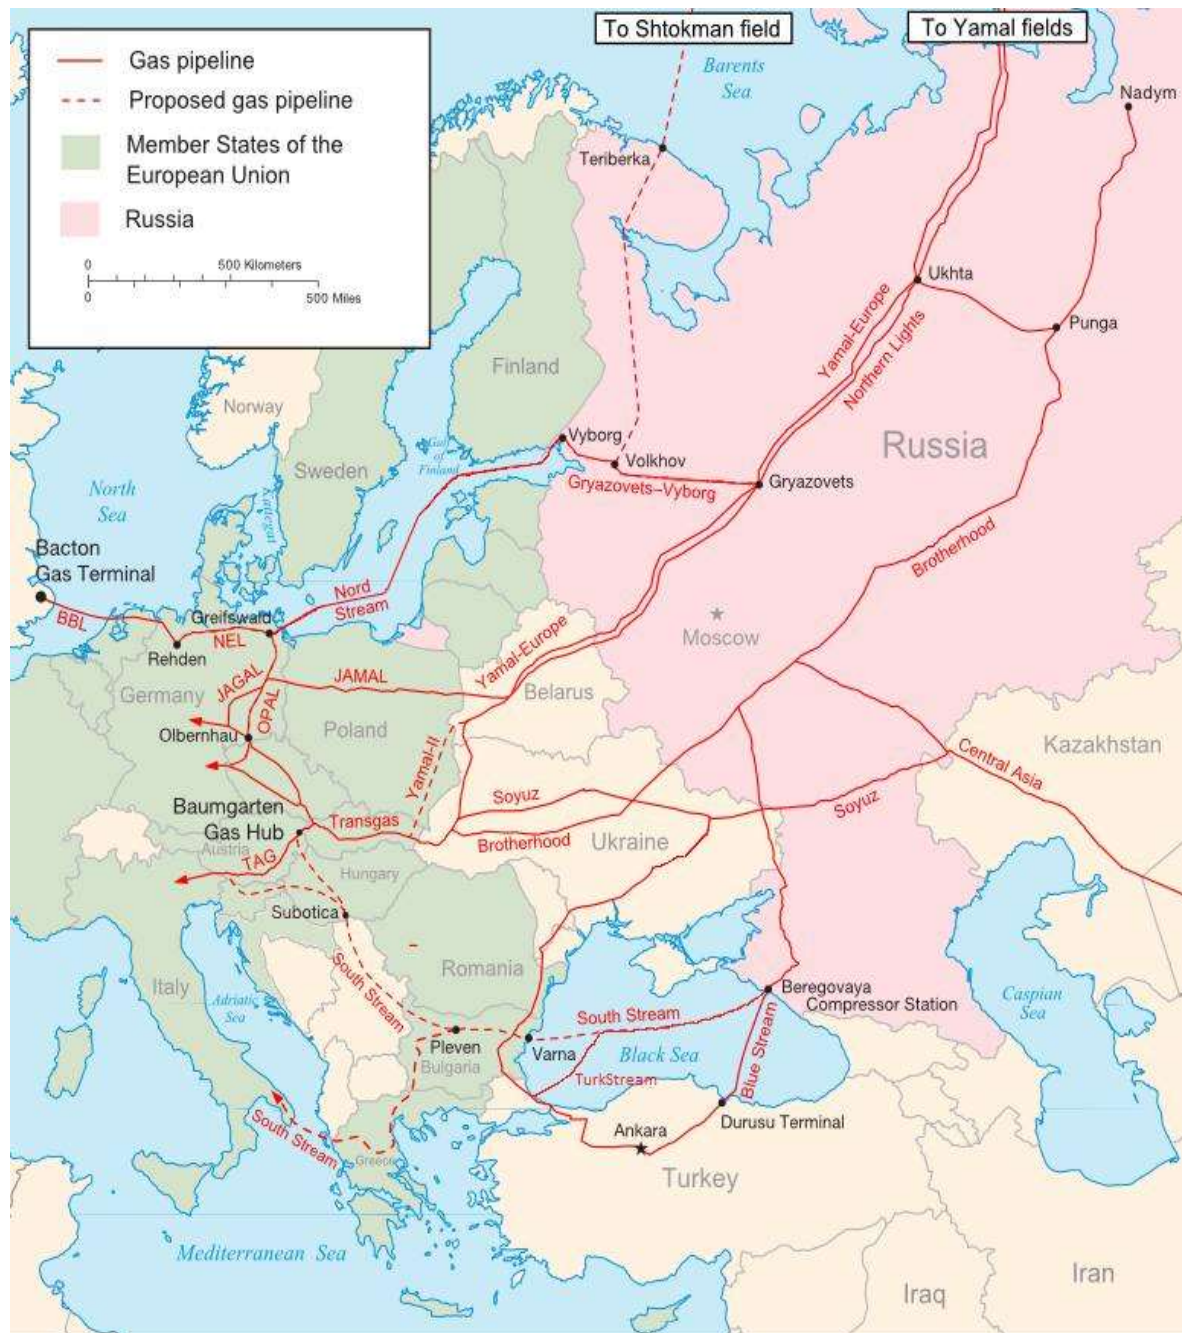 To Shtokman field
To Yamal fields
Gas pipeline
Proposed gas pipeline
Member States of the
European Union
Russia
0
500 Kilometers
0
500 Miles
Barents
Sea
Nadym
Teriberka
Ukhta
Punga
Yamal-Europe
Northern Lights
Finland
Norway
Sweden
Gulf
of
Finland
Vyborg
Volkhov
Gryazovets–Vyborg
Gryazovets
Russia
North
Sea
Kattegat
Bacton
Gas Terminal
BBL
Greifswald
NEL
Rehden
Nord
Stream
Brotherhood
Moscow
Yamal-Europe
Belarus
JAMAL
JAGAL
OPAL
Germany
Olbernhau
Poland
Yamal-II
Kazakhstan
Central Asia
Soyuz
Soyuz
Baumgarten
Gas Hub
Transgas
Brotherhood
Ukraine
Austria
TAG
Hungary
Subotica
Romania
Italy
Adriatic
Sea
South Stream
Beregovaya
Compressor Station
Caspian
Sea
South Stream
Pleven
Bulgaria
Varna
Black Sea
TurkStream
Blue Stream
Durusu Terminal
Ankara
South Stream
Greece
Turkey
Mediterranean Sea
Iraq
Iran